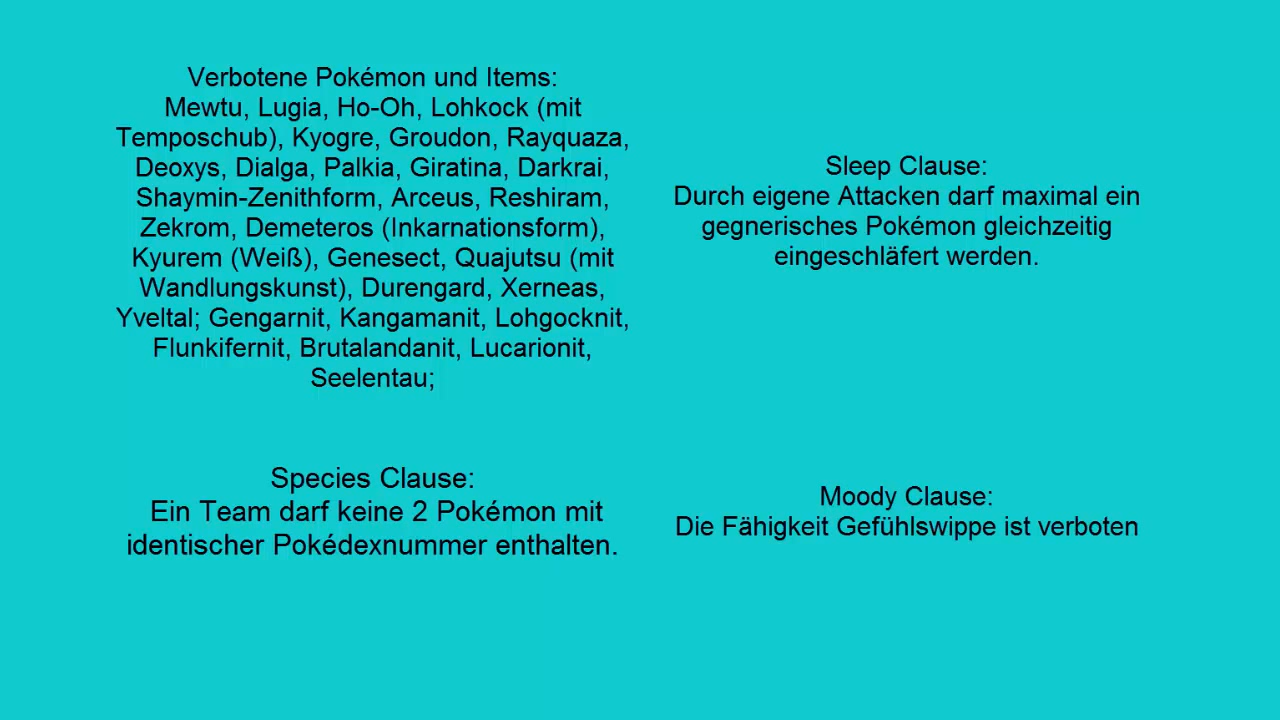 Verbotene Pokémon und Items:
Mewtu, Lugia, Ho-Oh, Lohkock (mit
Temposchub), Kyogre, Groudon, Rayquaza,
Deoxys, Dialga, Palkia, Giratina, Darkrai,
Shaymin-Zenithform, Arceus, Reshiram,
Zekrom, Demeteros (Inkarnationsform),
Kyurem (Weiß), Genesect, Quajutsu (mit
Wandlungskunst), Durengard, Xerneas,
Yveltal; Gengarnit, Kangamanit, Lohgocknit,
Flunkifernit, Brutalandanit, Lucarionit,
Seelentau;
Sleep Clause:
Durch eigene Attacken darf maximal ein
gegnerisches Pokémon gleichzeitig
eingeschläfert werden.
Species Clause:
Ein Team darf keine 2 Pokémon mit
identischer Pokédexnummer enthalten.
Moody Clause:
Die Fähigkeit Gefühlswippe ist verboten